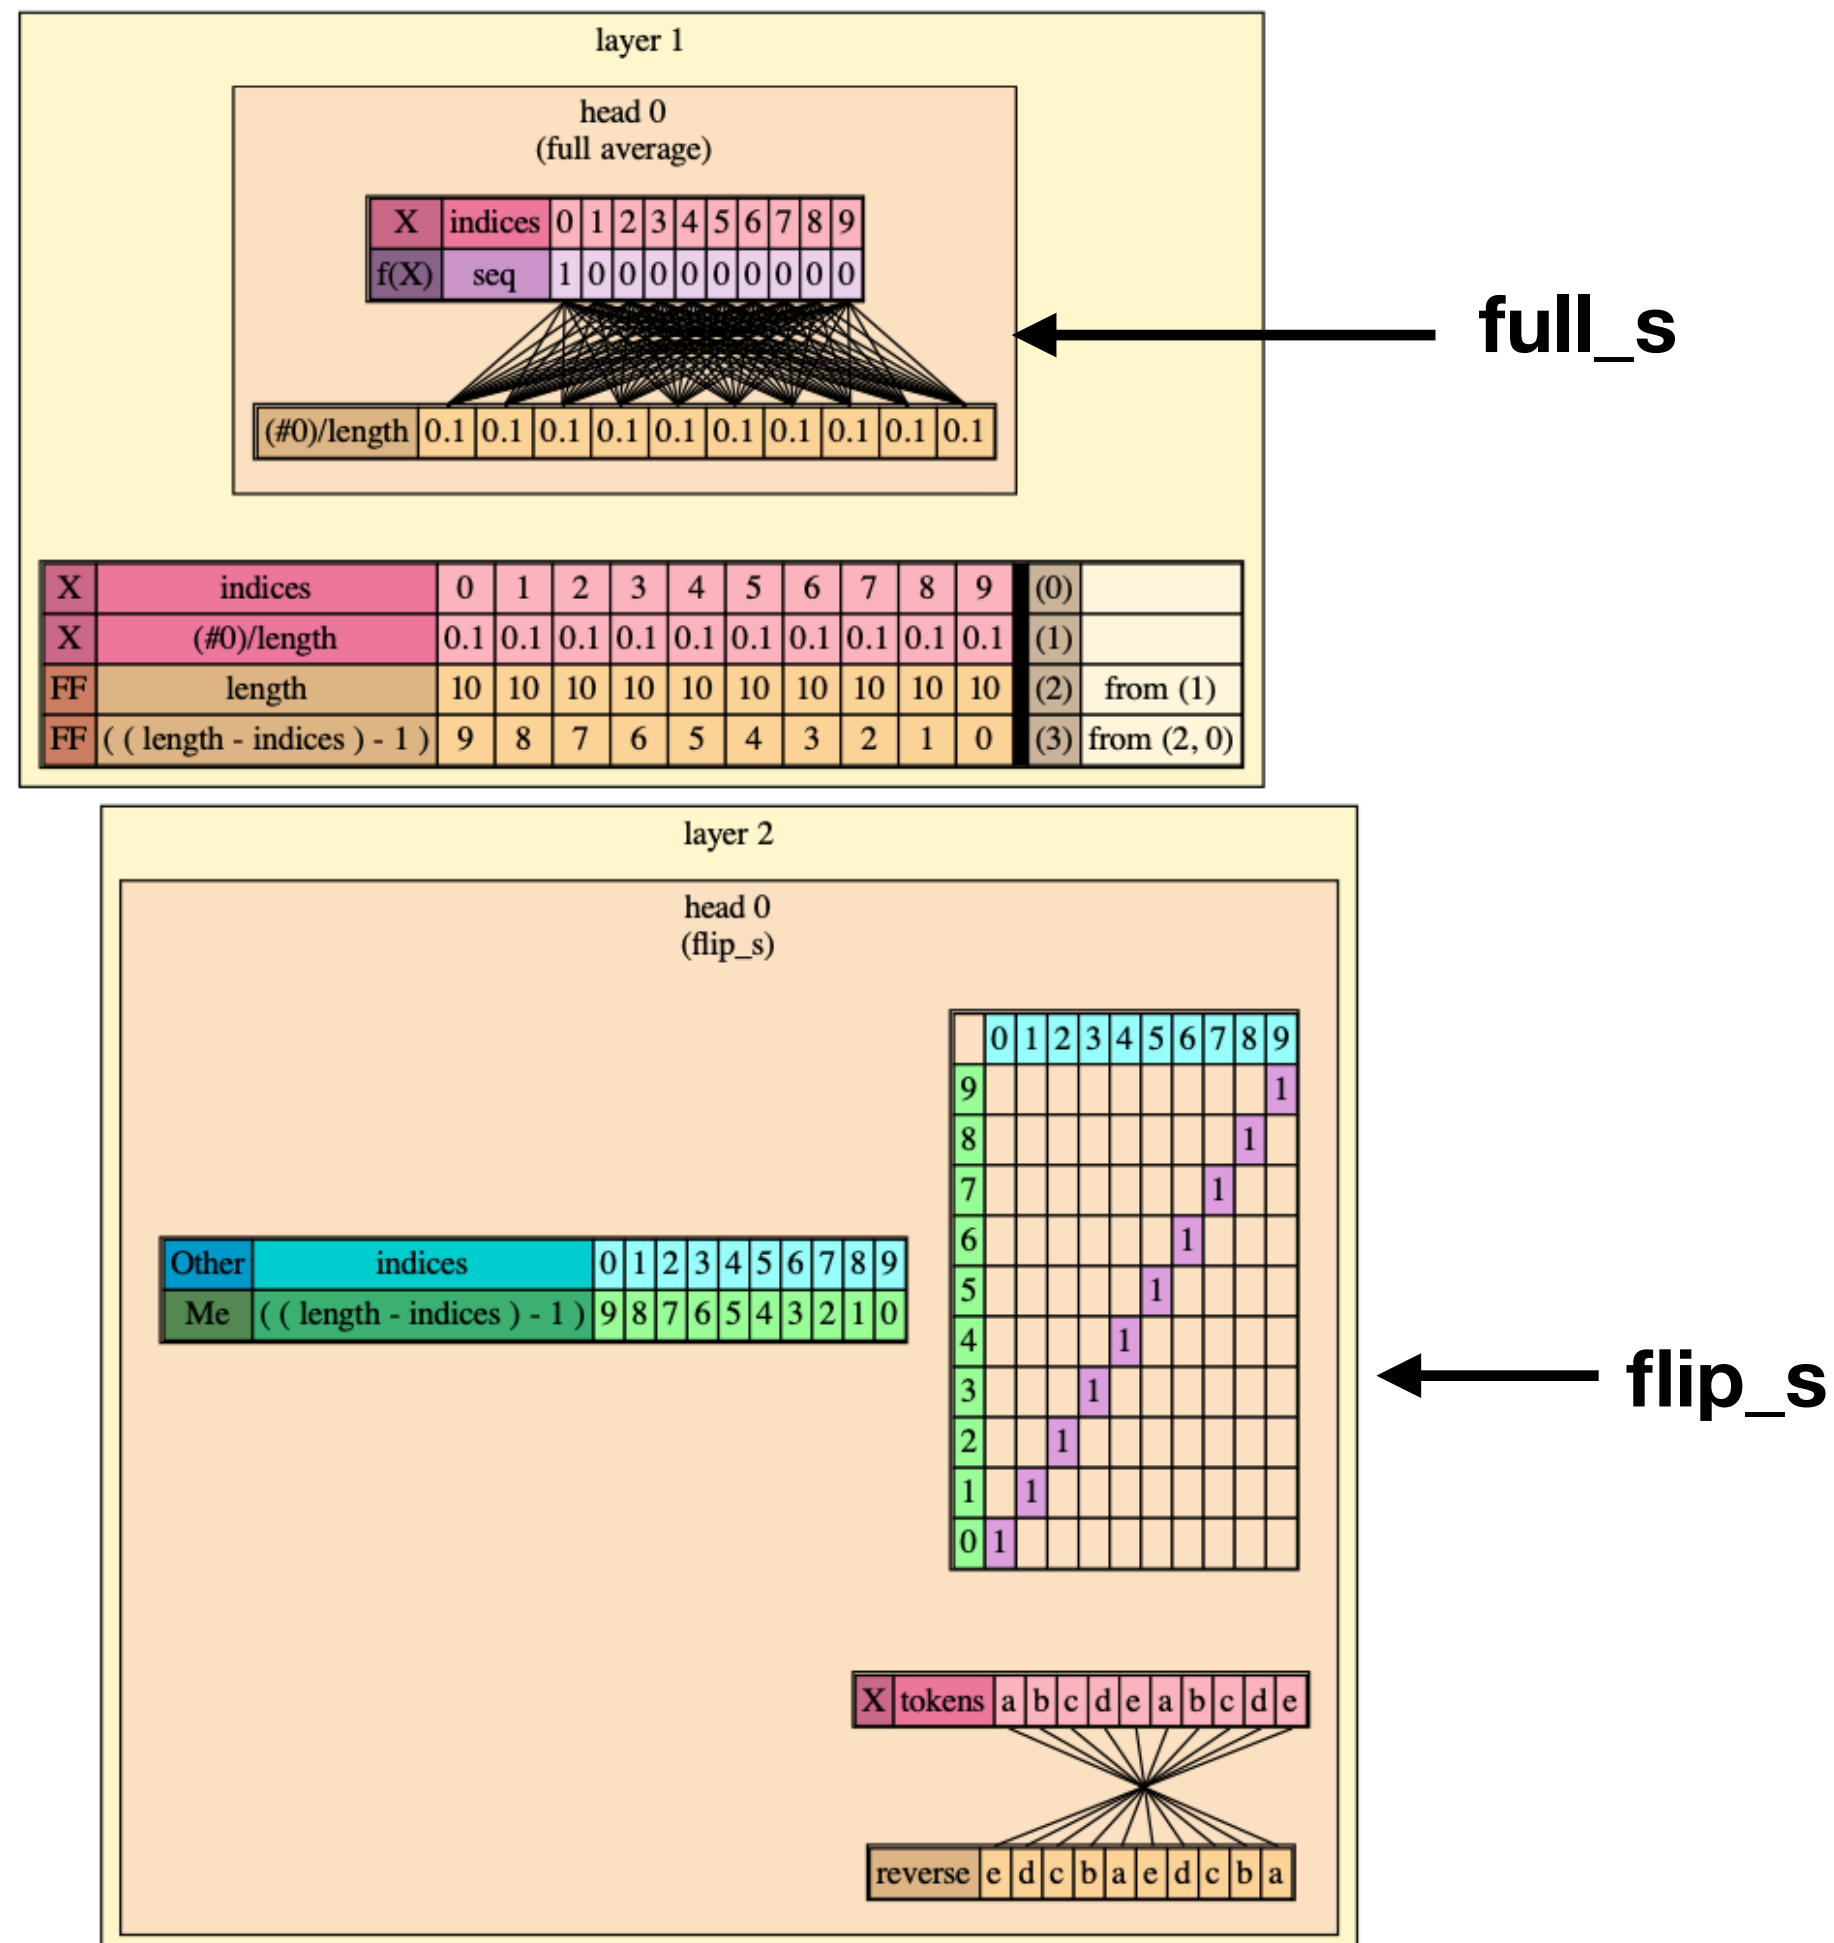 layer 1
head 0
(full average)
X indices 0 1 2 3 4 5 6 7 8 9
f(X) seq 1 0 0 0 0 0 0 0 0 0
full_s
(#0)/length 0.1 0.1 0.1 0.1 0.1 0.1 0.1 0.1 0.1 0.1
X indices 0 1 2 3 4 5 6 7 8 9 (0)
X (#0)/length 0.1 0.1 0.1 0.1 0.1 0.1 0.1 0.1 0.1 0.1 (1)
FF length 10 10 10 10 10 10 10 10 10 10 (2) from (1)
FF ( ( length - indices ) - 1 ) 9 8 7 6 5 4 3 2 1 0 (3) from (2, 0)
layer 2
head 0
(flip_s)
0 1 2 3 4 5 6 7 8 9
9 1
8 1
7 1
6 1
5 1
4 1
3 1
2 1
1 1
0 1
Other indices 0 1 2 3 4 5 6 7 8 9
Me ( ( length - indices ) - 1 ) 9 8 7 6 5 4 3 2 1 0
flip_s
X tokens a b c d e a b c d e
reverse e d c b a e d c b a